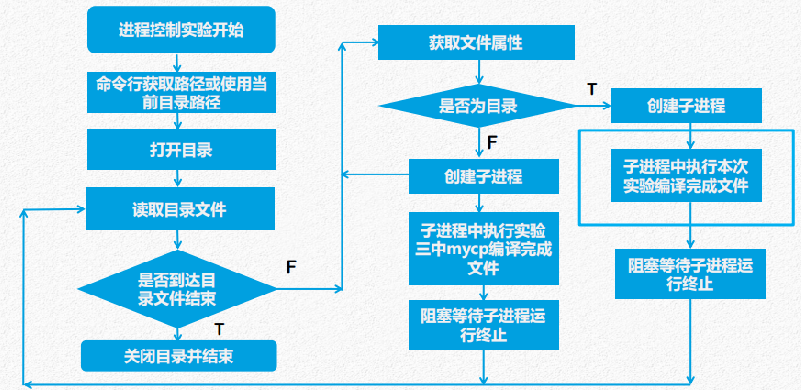 进程控制实验开始
命令行获取路径或使用当
前目录路径
打开目录
读取目录文件
是否到达目
录文件结束
F
T
关闭目录并结束
获取文件属性
是否为目录
T
F
创建子进程
子进程中执行实验
三中mycp编译完成
文件
阻塞等待子进程运
行终止
创建子进程
子进程中执行本次
实验编译完成文件
阻塞等待子进程运
行终止